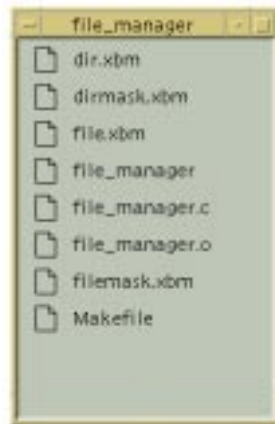 file_manager
dir.xbm
dirmask.xbm
file.xbm
file_manager
file_manager.c
file_manager.o
filemask.xbm
Makefile